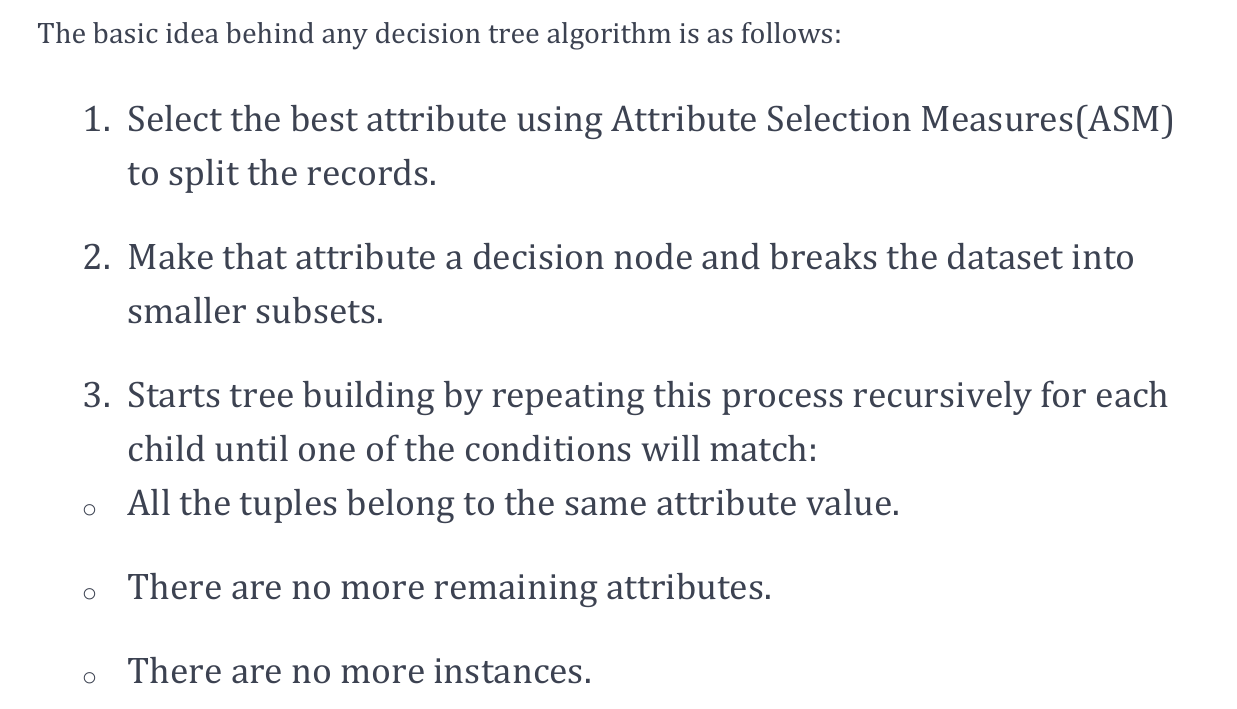 The basic idea behind any decision tree algorithm is as follows:
1. Select the best attribute using Attribute Selection Measures(ASM)
to split the records.
2. Make that attribute a decision node and breaks the dataset into
smaller subsets.
3. Starts tree building by repeating this process recursively for each
child until one of the conditions will match:
○ All the tuples belong to the same attribute value.
○ There are no more remaining attributes.
○ There are no more instances.